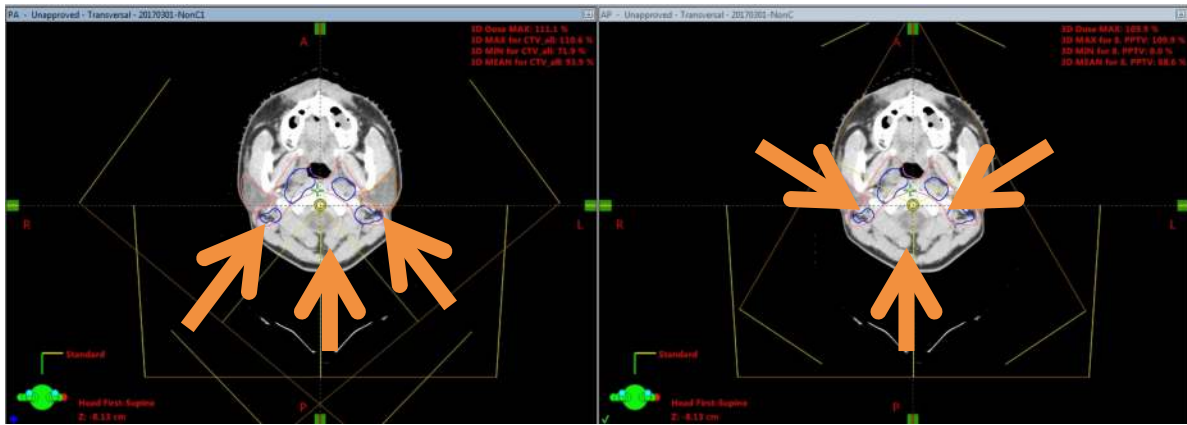 PA - Unapproved - Transversal - 20170301-NonC1
3D Dose MAX: 111.1 %
3D MAX for CTV_all: 110.6 %
3D MIN for CTV_all: 71.9 %
3D MEAN for CTV_all: 93.9 %
A
R
L
P
Standard
Head First-Supine
Z: -8.13 cm
AP - Unapproved - Transversal - 20170301-NonC
3D Dose MAX: 109.9 %
3D MAX for 8. PPTV: 109.9 %
3D MIN for 8. PPTV: 0.0 %
3D MEAN for 8. PPTV: 88.6 %
A
R
L
P
Standard
Head First-Supine
Z: -8.13 cm